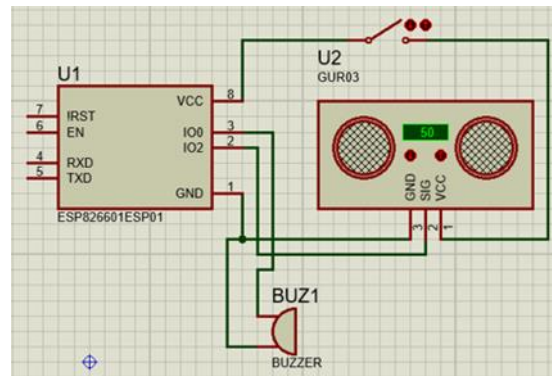 U1
7
IRST
6
EN
4
RXD
5
TXD
VCC
8
IO0
3
IO2
2
GND
1
ESP826601ESP01
U2
GUR03
50
GND
SIG
VCC
3
2
1
BUZ1
BUZZER